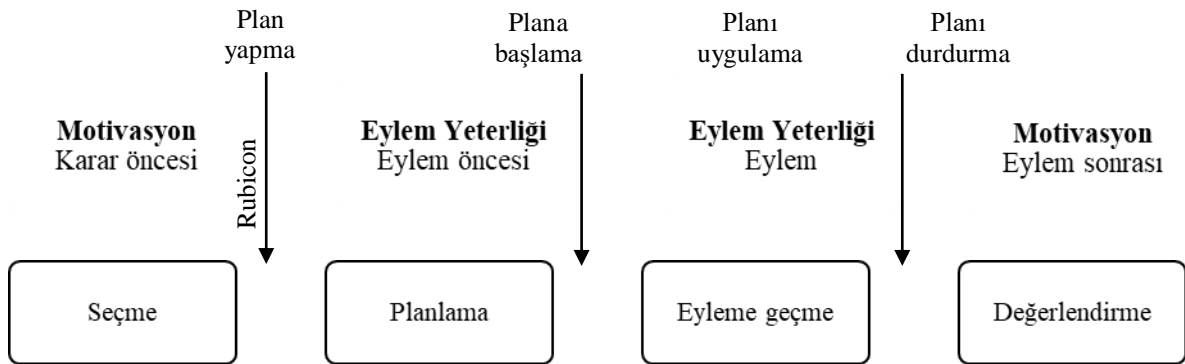 Plan
yapma
Plana
başlama
Planı
uygulama
Planı
durdurma
Motivasyon
Karar öncesi
Rubicon
Eylem Yeterliği
Eylem öncesi
Eylem Yeterliği
Eylem
Motivasyon
Eylem sonrası
Seçme
Planlama
Eyleme geçme
Değerlendirme